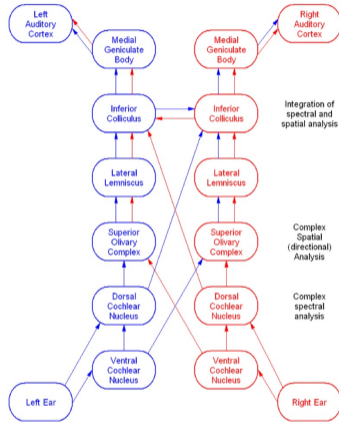 Left
Auditory
Cortex
Right
Auditory
Cortex
Medial
Geniculate
Body
Medial
Geniculate
Body
Inferior
Colliculus
Inferior
Colliculus
Integration of
spectral and
spatial analysis
Lateral
Lemniscus
Lateral
Lemniscus
Superior
Olivary
Complex
Superior
Olivary
Complex
Complex
Spatial
(directional)
Analysis
Dorsal
Cochlear
Nucleus
Dorsal
Cochlear
Nucleus
Complex
spectral
analysis
Ventral
Cochlear
Nucleus
Ventral
Cochlear
Nucleus
Left Ear
Right Ear